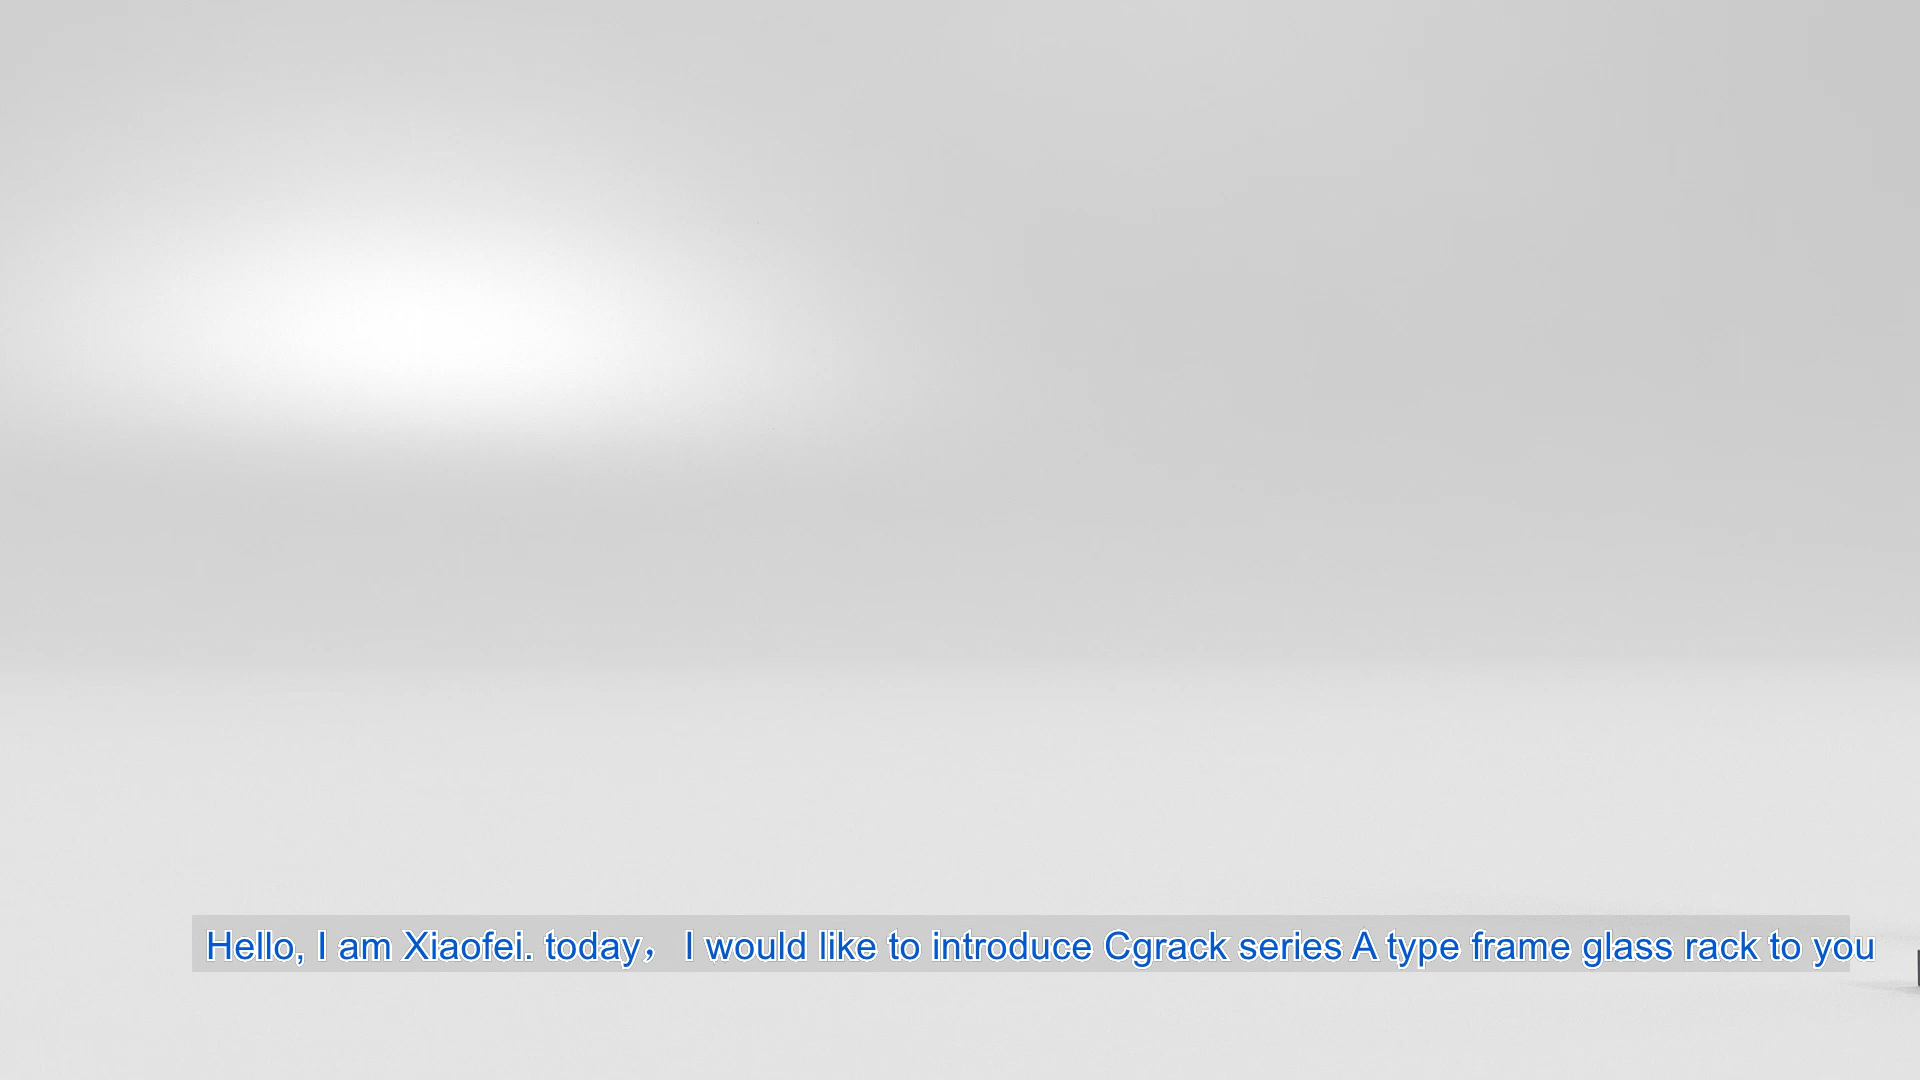 Hello, I am Xiaofei. today，I would like to introduce Cgrack series A type frame glass rack to you